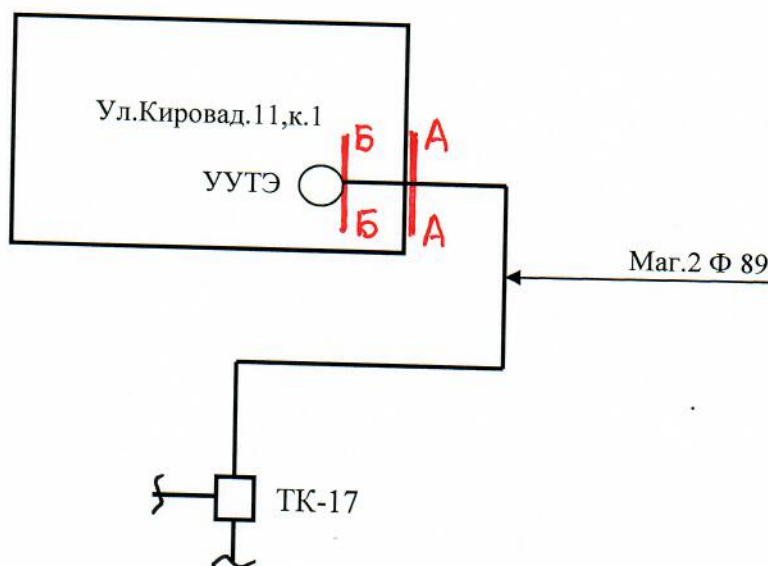 Ул.Кировад.11,к.1
Б А
УУТЭ
Б А
Маг.2 Ф 89
ТК-17